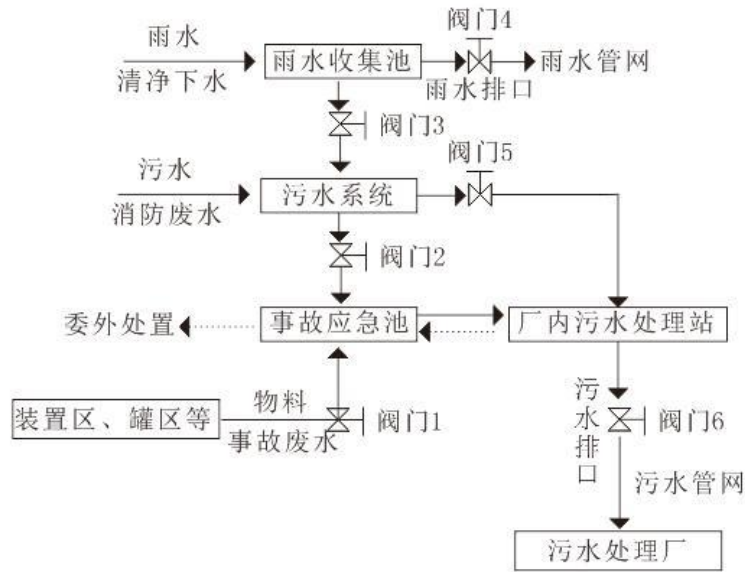 雨水
清净下水
雨水收集池
阀门4
雨水排口
雨水管网
阀门3
污水
消防废水
污水系统
阀门5
阀门2
委外处置
事故应急池
厂内污水处理站
装置区、罐区等
物料
事故废水
阀门1
污水排口
阀门6
污水管网
污水处理厂